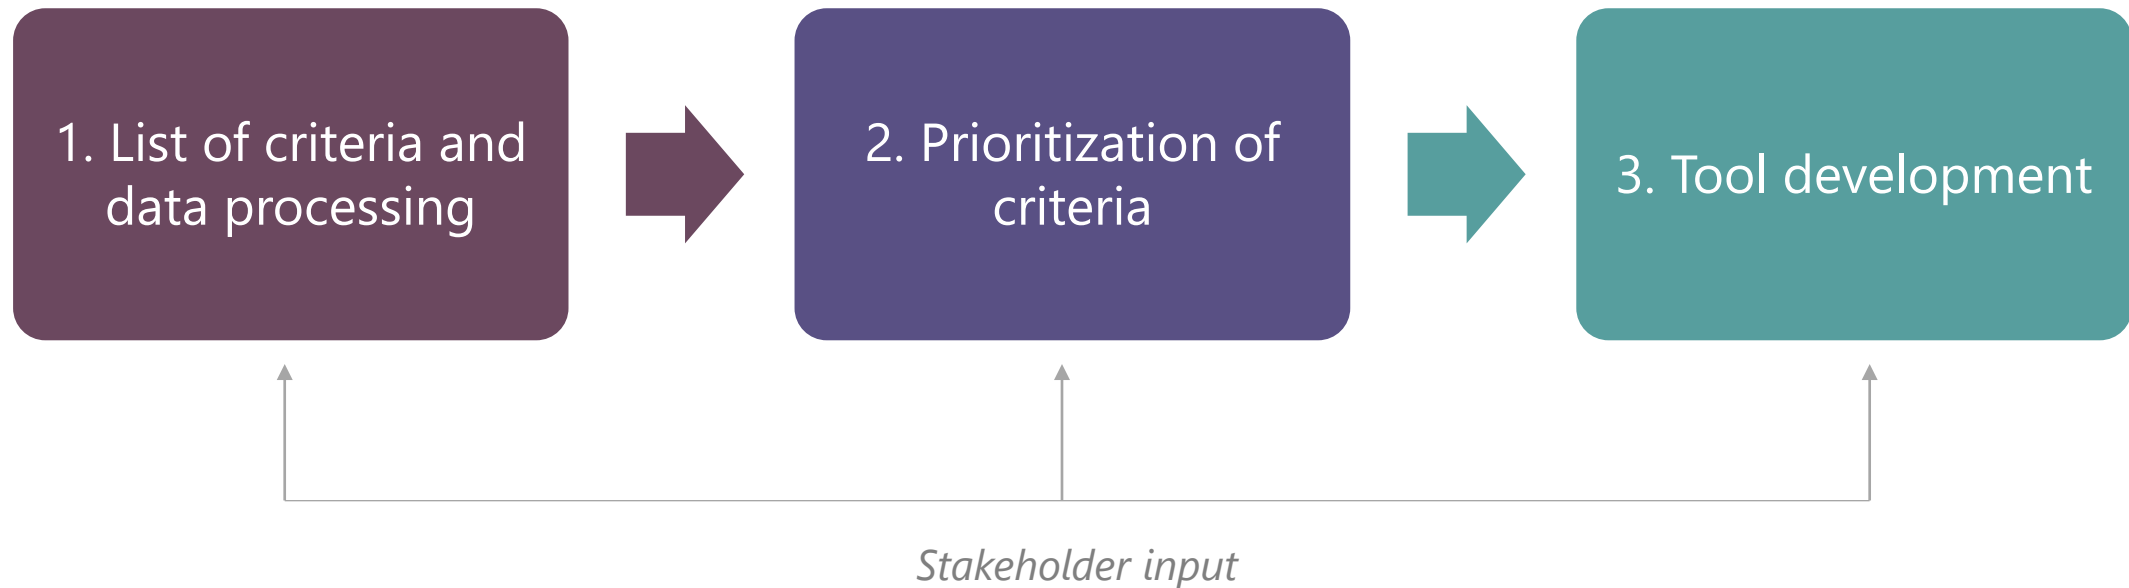 1. List of criteria and
data processing
2. Prioritization of
criteria
3. Tool development
Stakeholder input